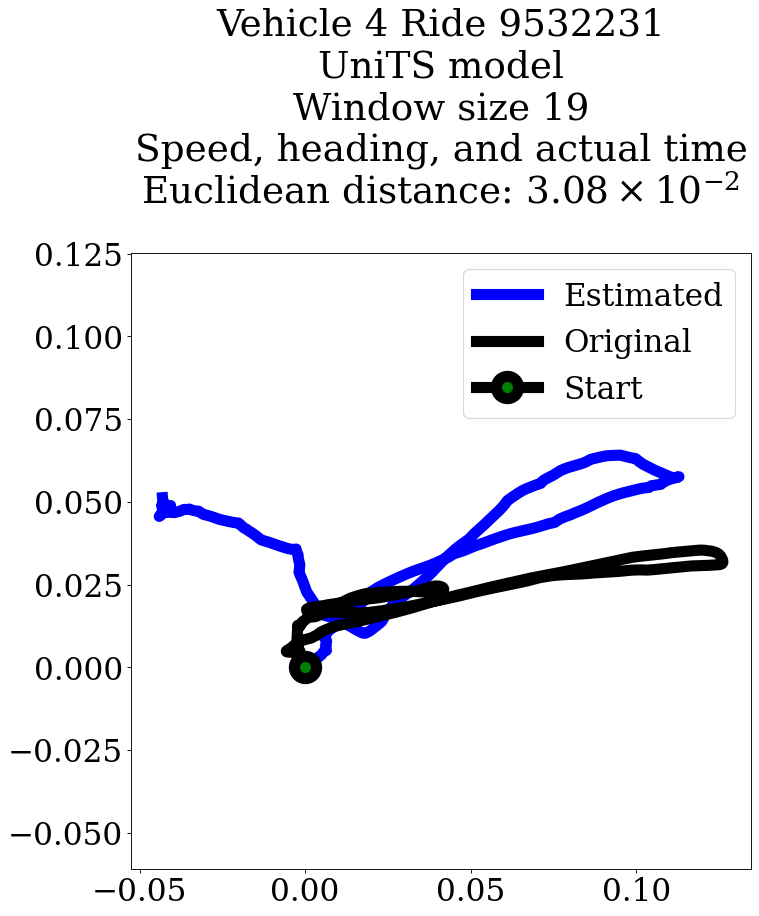 Vehicle 4 Ride 9532231
UniTS model
Window size 19
Speed, heading, and actual time
Euclidean distance: 3.08 × 10⁻²
Estimated
Original
Start
0.125
0.100
0.075
0.050
0.025
0.000
−0.025
−0.050
−0.05 0.00 0.05 0.10